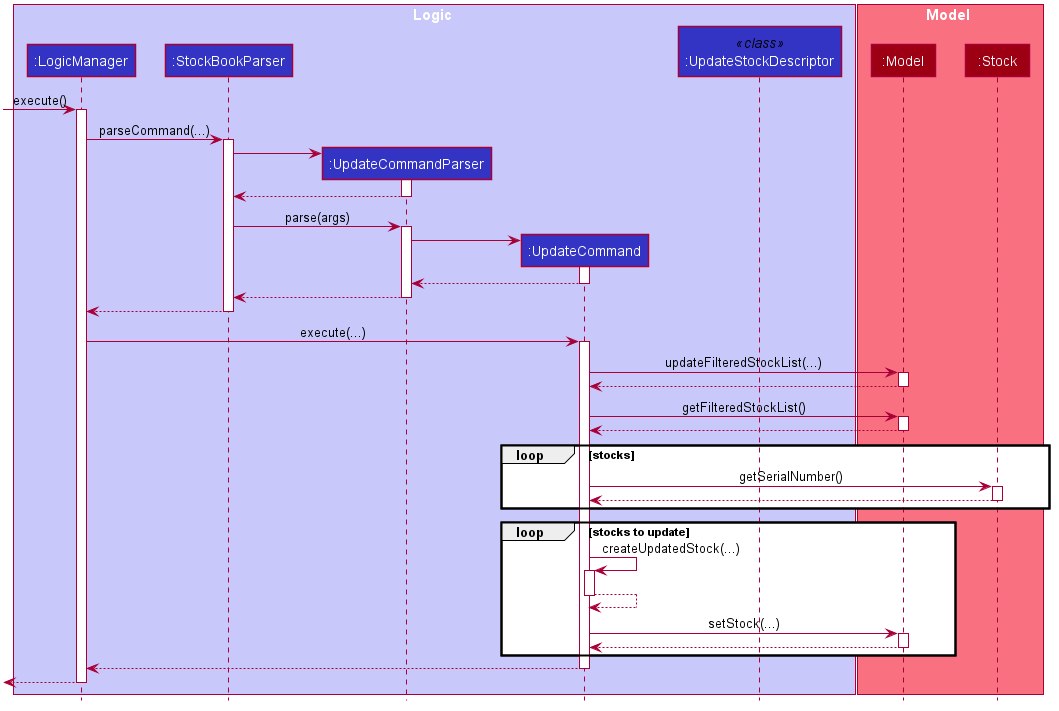 Logic
Model
«class»
:LogicManager
:StockBookParser
:UpdateStockDescriptor
:Model
:Stock
execute()
parseCommand(...)
:UpdateCommandParser
parse(args)
:UpdateCommand
execute(...)
updateFilteredStockList(...)
getFilteredStockList()
loop
[stocks]
getSerialNumber()
loop
[stocks to update]
createUpdatedStock(...)
setStock(...)